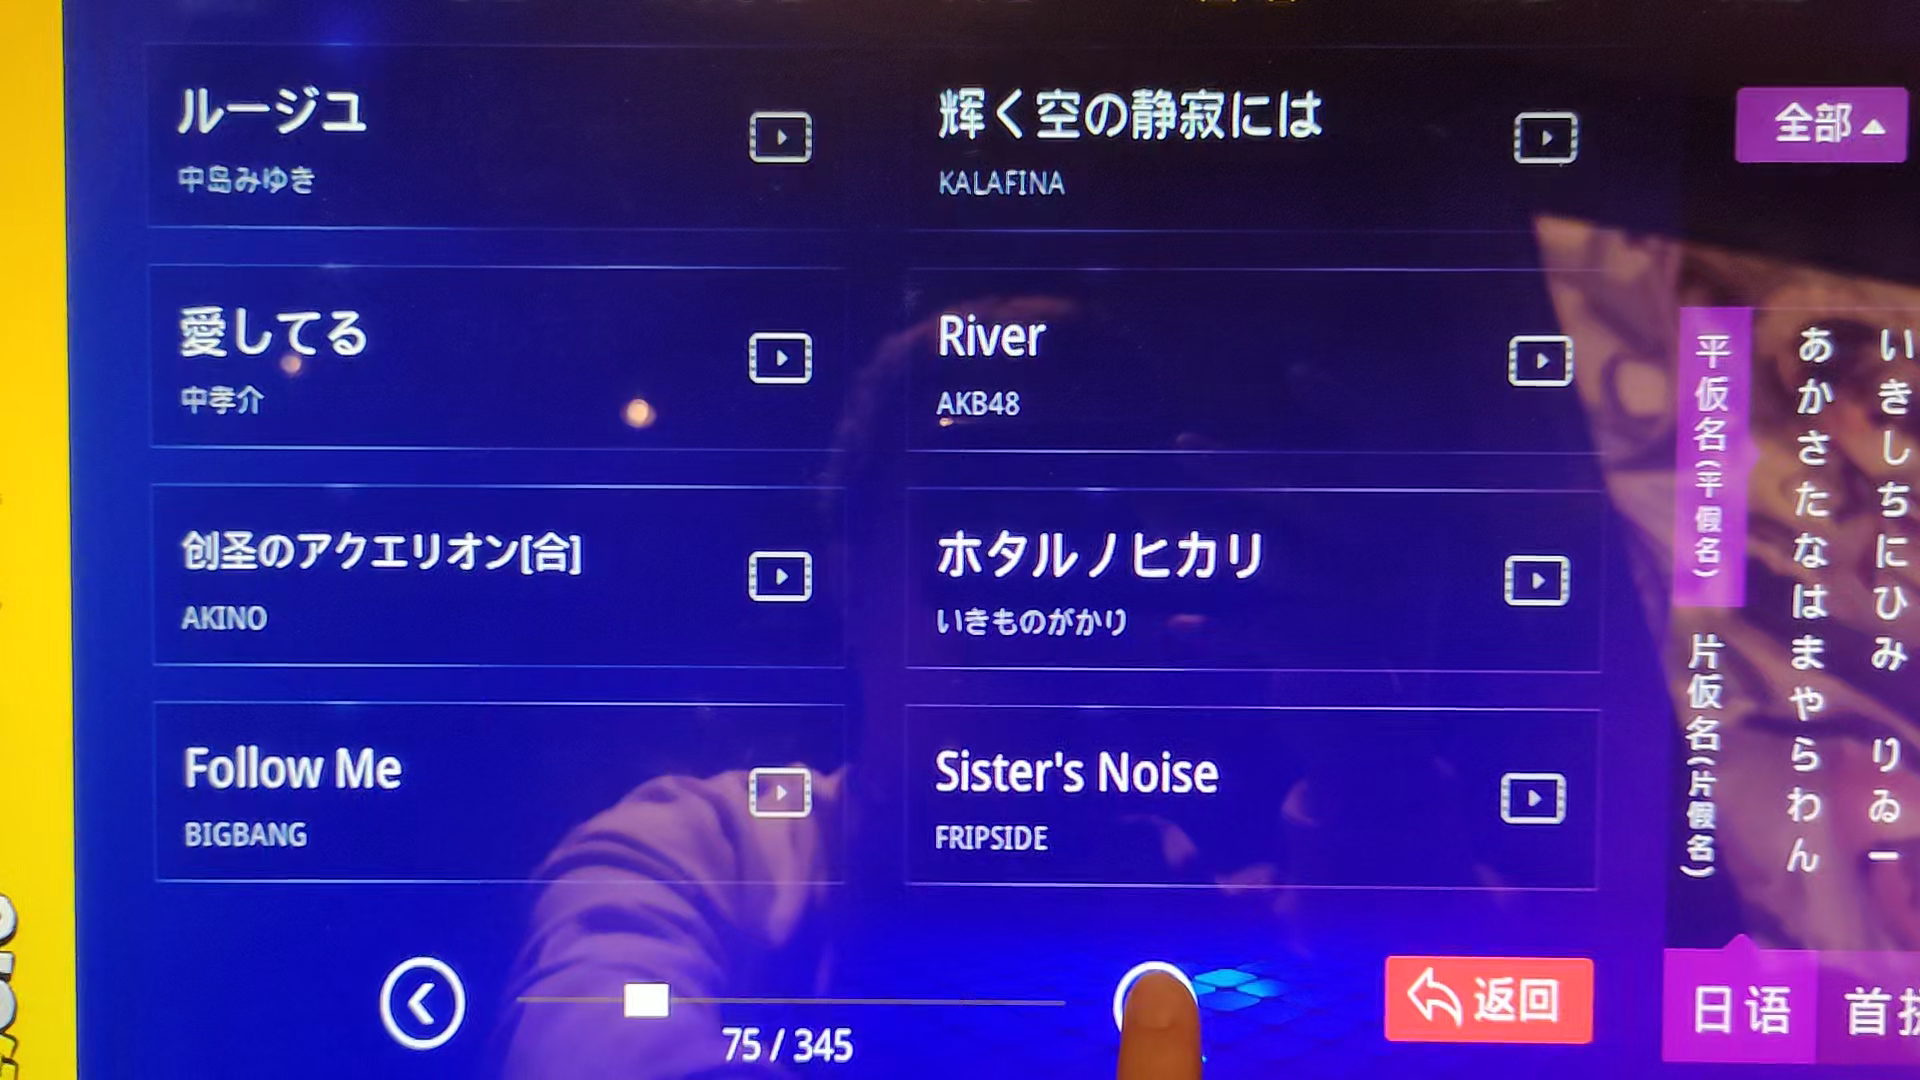 ルージユ
中岛みゆき
輝く空の静寂には
KALAFINA
愛してる
中孝介
River
AKB48
创圣のアクエリオン[合]
AKINO
ホタルノヒカリ
いきものがかり
Follow Me
BIGBANG
Sister's Noise
FRIPSIDE
75 / 345
返回
全部
平仮名(平假名)
片仮名(片假名)
あかさたなはまやらわん
いきしちにひみ りゐー
日语